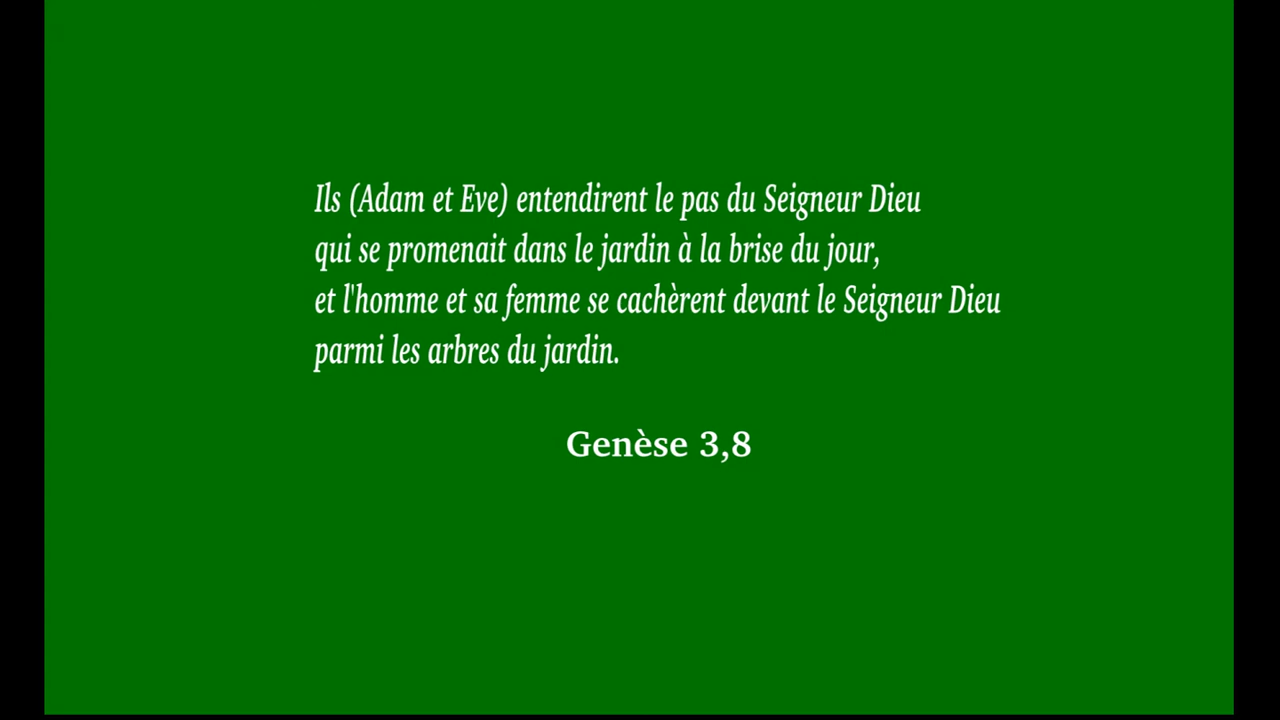 Ils (Adam et Eve) entendirent le pas du Seigneur Dieu
qui se promenait dans le jardin à la brise du jour,
et l'homme et sa femme se cachèrent devant le Seigneur Dieu
parmi les arbres du jardin.
Genèse 3,8